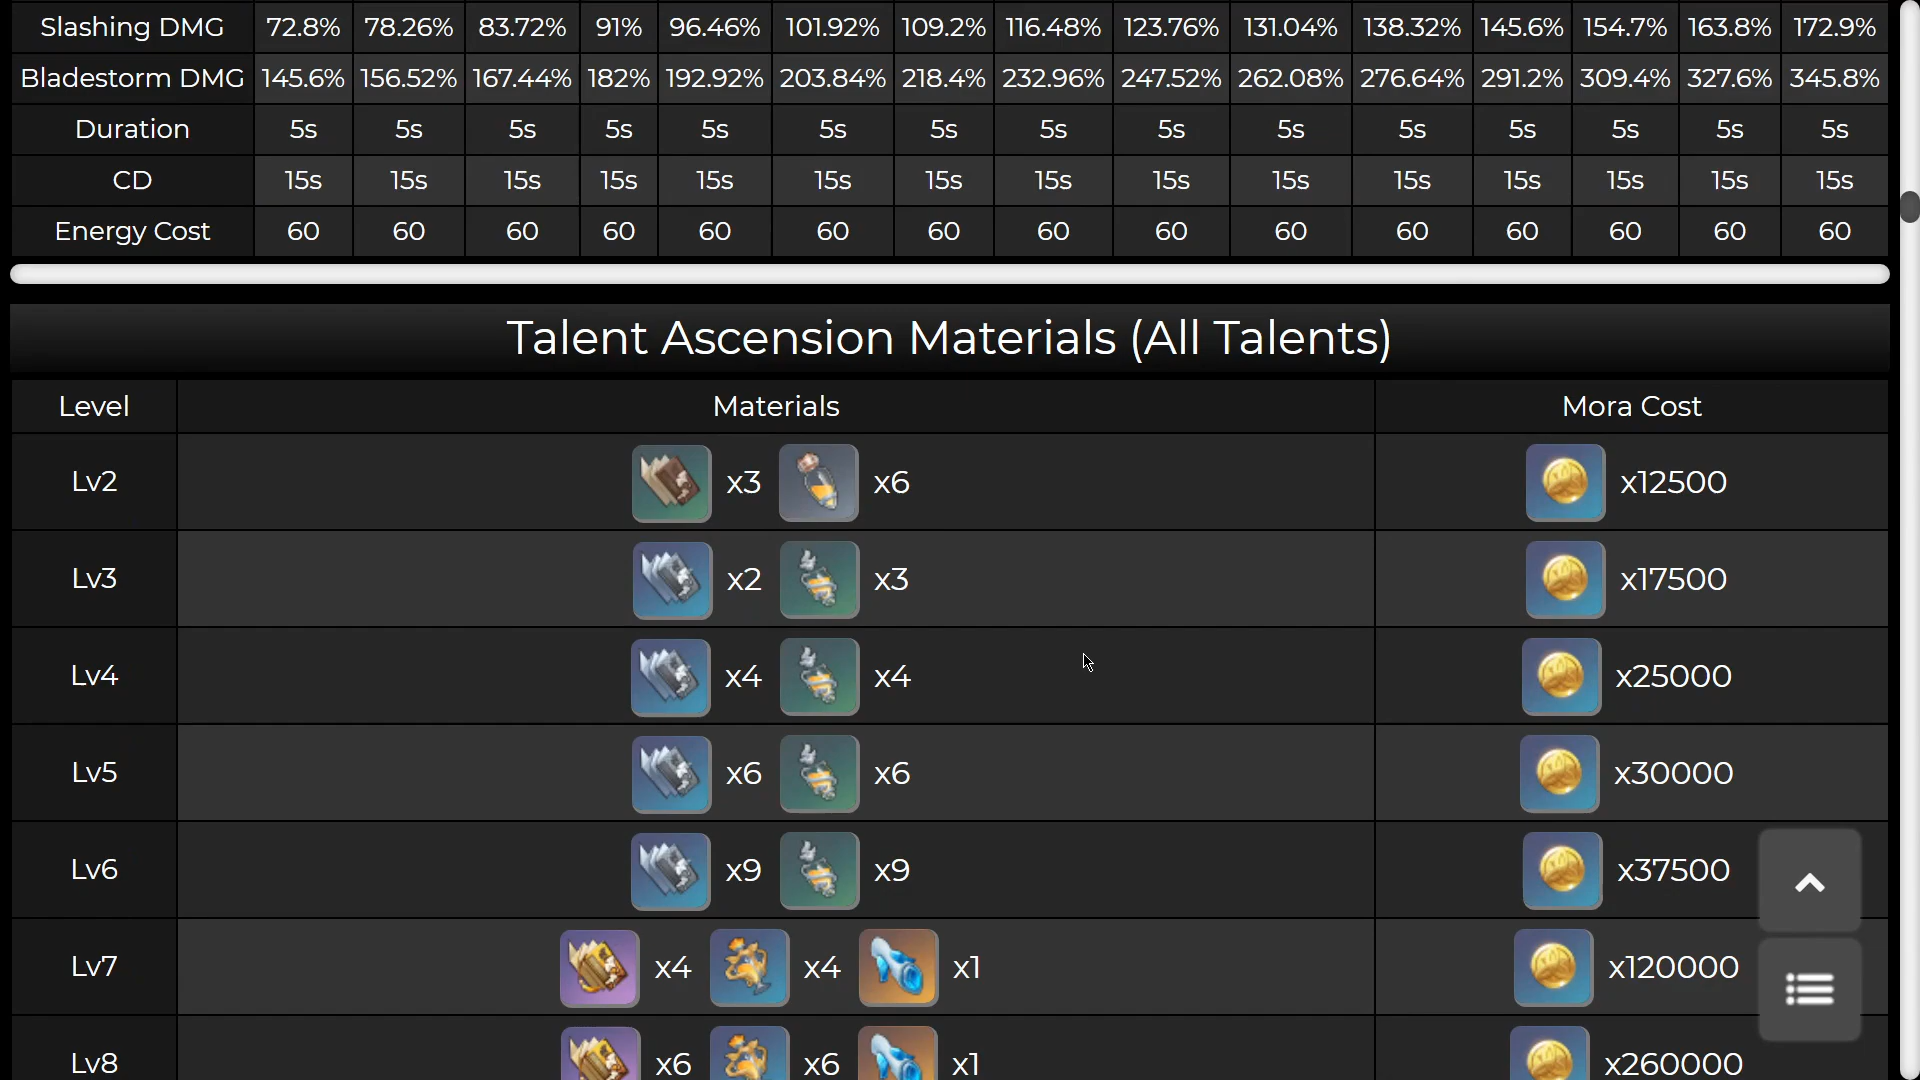 Slashing DMG 72.8% 78.26% 83.72% 91% 96.46% 101.92% 109.2% 116.48% 123.76% 131.04% 138.32% 145.6% 154.7% 163.8% 172.9%
Bladestorm DMG 145.6% 156.52% 167.44% 182% 192.92% 203.84% 218.4% 232.96% 247.52% 262.08% 276.64% 291.2% 309.4% 327.6% 345.8%
Duration 5s 5s 5s 5s 5s 5s 5s 5s 5s 5s 5s 5s 5s 5s 5s
CD 15s 15s 15s 15s 15s 15s 15s 15s 15s 15s 15s 15s 15s 15s 15s
Energy Cost 60 60 60 60 60 60 60 60 60 60 60 60 60 60 60
Talent Ascension Materials (All Talents)
Level Materials Mora Cost
Lv2 x3 x6 x12500
Lv3 x2 x3 x17500
Lv4 x4 x4 x25000
Lv5 x6 x6 x30000
Lv6 x9 x9 x37500
Lv7 x4 x4 x1 x120000
Lv8 x6 x6 x1 x260000